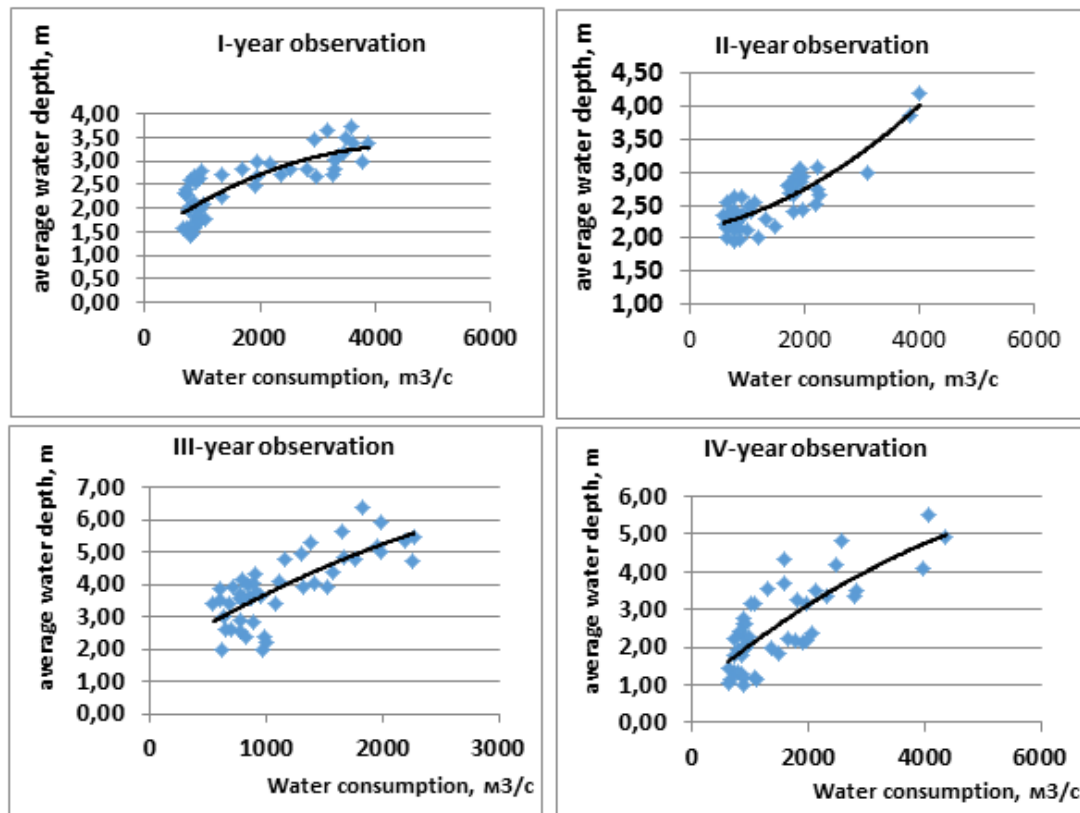 I-year observation
average water depth, m
4,00
3,50
3,00
2,50
2,00
1,50
1,00
0,50
0,00
0 2000 4000 6000
Water consumption, m3/c
II-year observation
average water depth, m
4,50
4,00
3,50
3,00
2,50
2,00
1,50
1,00
0 2000 4000 6000
Water consumption, m3/c
III-year observation
average water depth, m
7,00
6,00
5,00
4,00
3,00
2,00
1,00
0,00
0 1000 2000 3000
Water consumption, м3/с
IV-year observation
average water depth, m
6,00
5,00
4,00
3,00
2,00
1,00
0,00
0 2000 4000 6000
Water consumption, м3/с